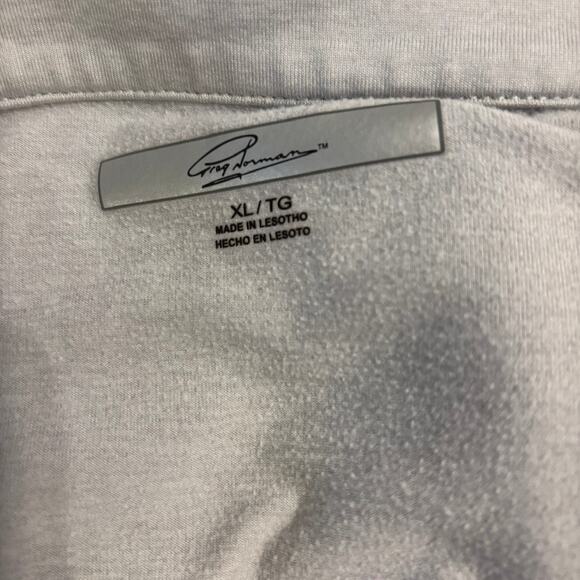 Greg Norman™
XL / TG
MADE IN LESOTHO
HECHO EN LESOTO